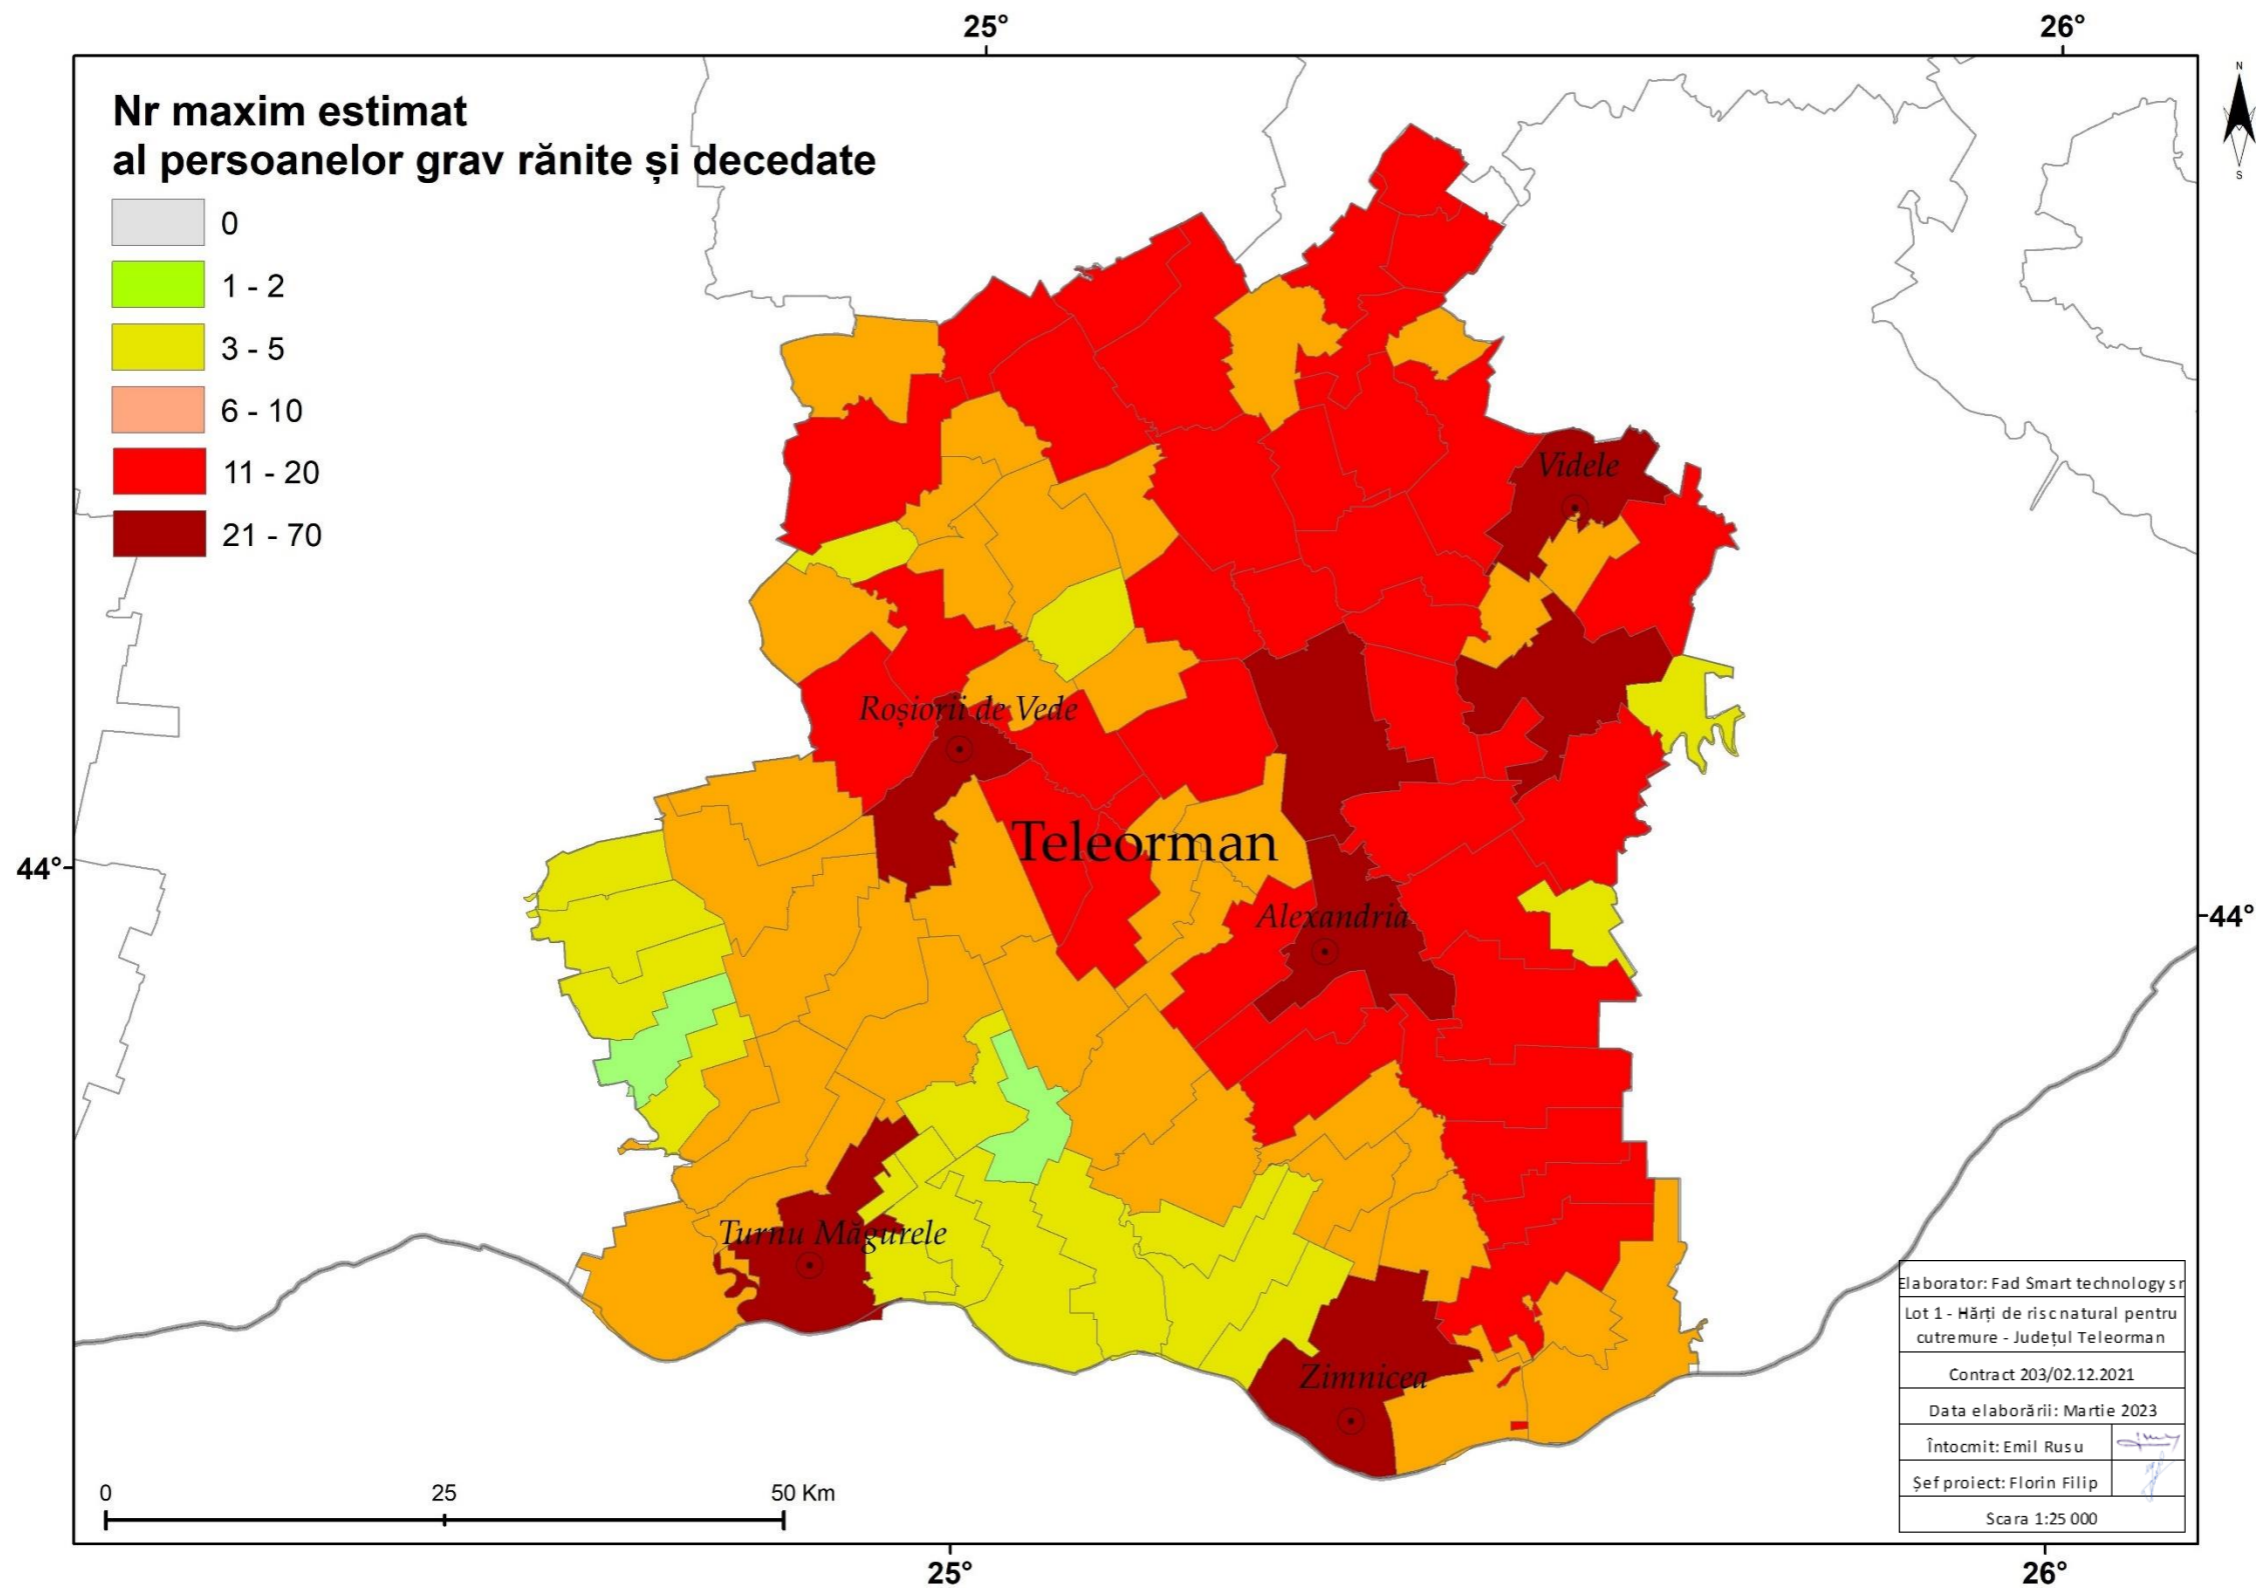 25°
26°
N
S
Nr maxim estimat
al persoanelor grav rănite și decedate
0
1 - 2
3 - 5
6 - 10
11 - 20
21 - 70
Videle
Roșiorii de Vede
Teleorman
Alexandria
Turnu Măgurele
Zimnicea
44°
44°
Elaborator: Fad Smart technology sr
Lot 1 - Hărți de risc natural pentru
cutremure - Județul Teleorman
Contract 203/02.12.2021
Data elaborării: Martie 2023
Întocmit: Emil Rusu
Șef proiect: Florin Filip
Scara 1:25 000
0 25 50 Km
25°
26°